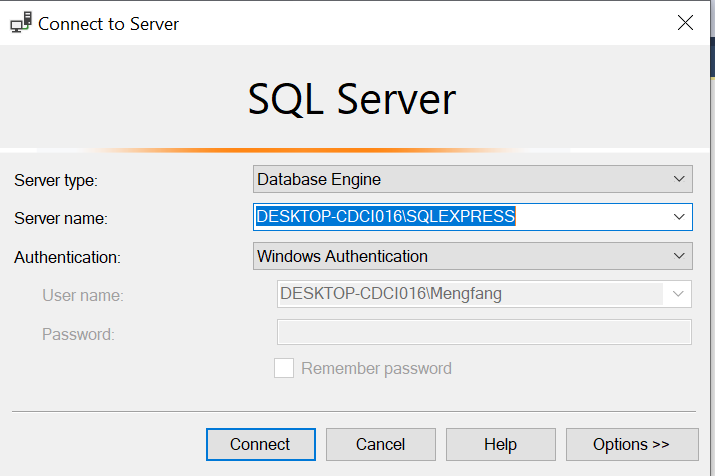 Connect to Server
SQL Server
Server type: Database Engine
Server name: DESKTOP-CDCI016\SQLEXPRESS
Authentication: Windows Authentication
User name: DESKTOP-CDCI016\Mengfang
Password:
Remember password
Connect Cancel Help Options >>